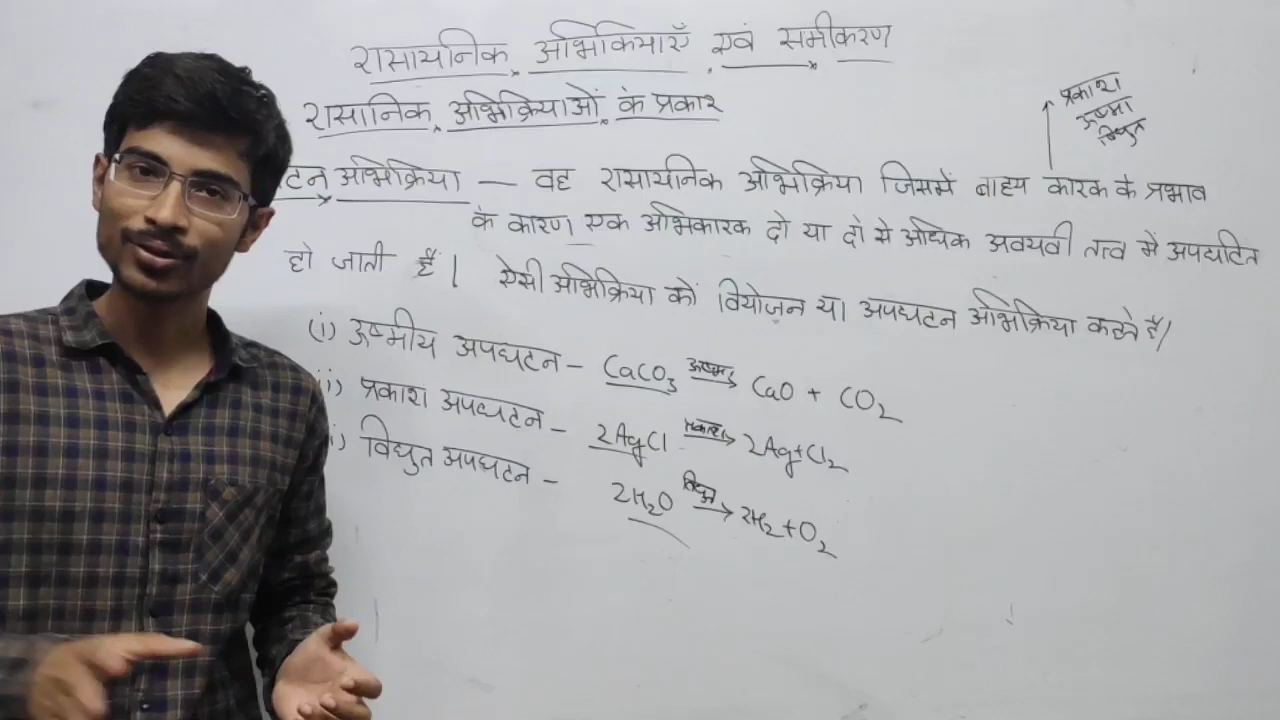 रासायनिक अभिक्रियाएँ एवं समीकरण
रासानिक अभिक्रियाओं के प्रकार
प्रकाश
ऊष्मा
विद्युत
टन अभिक्रिया — वह रासायनिक अभिक्रिया जिसमें बाह्य कारक के प्रभाव
के कारण एक अभिकारक दो या दो से अधिक अवयवी तत्व में अपघटित
हो जाती है। ऐसी अभिक्रिया को वियोजन या अपघटन अभिक्रिया कहते हैं।
(i) ऊष्मीय अपघटन – CaCO₃ ऊष्मा→ CaO + CO₂
ii) प्रकाश अपघटन – 2AgCl प्रकाश→ 2Ag+Cl₂
i) विद्युत अपघटन – 2H₂O विद्युत→ 2H₂+O₂